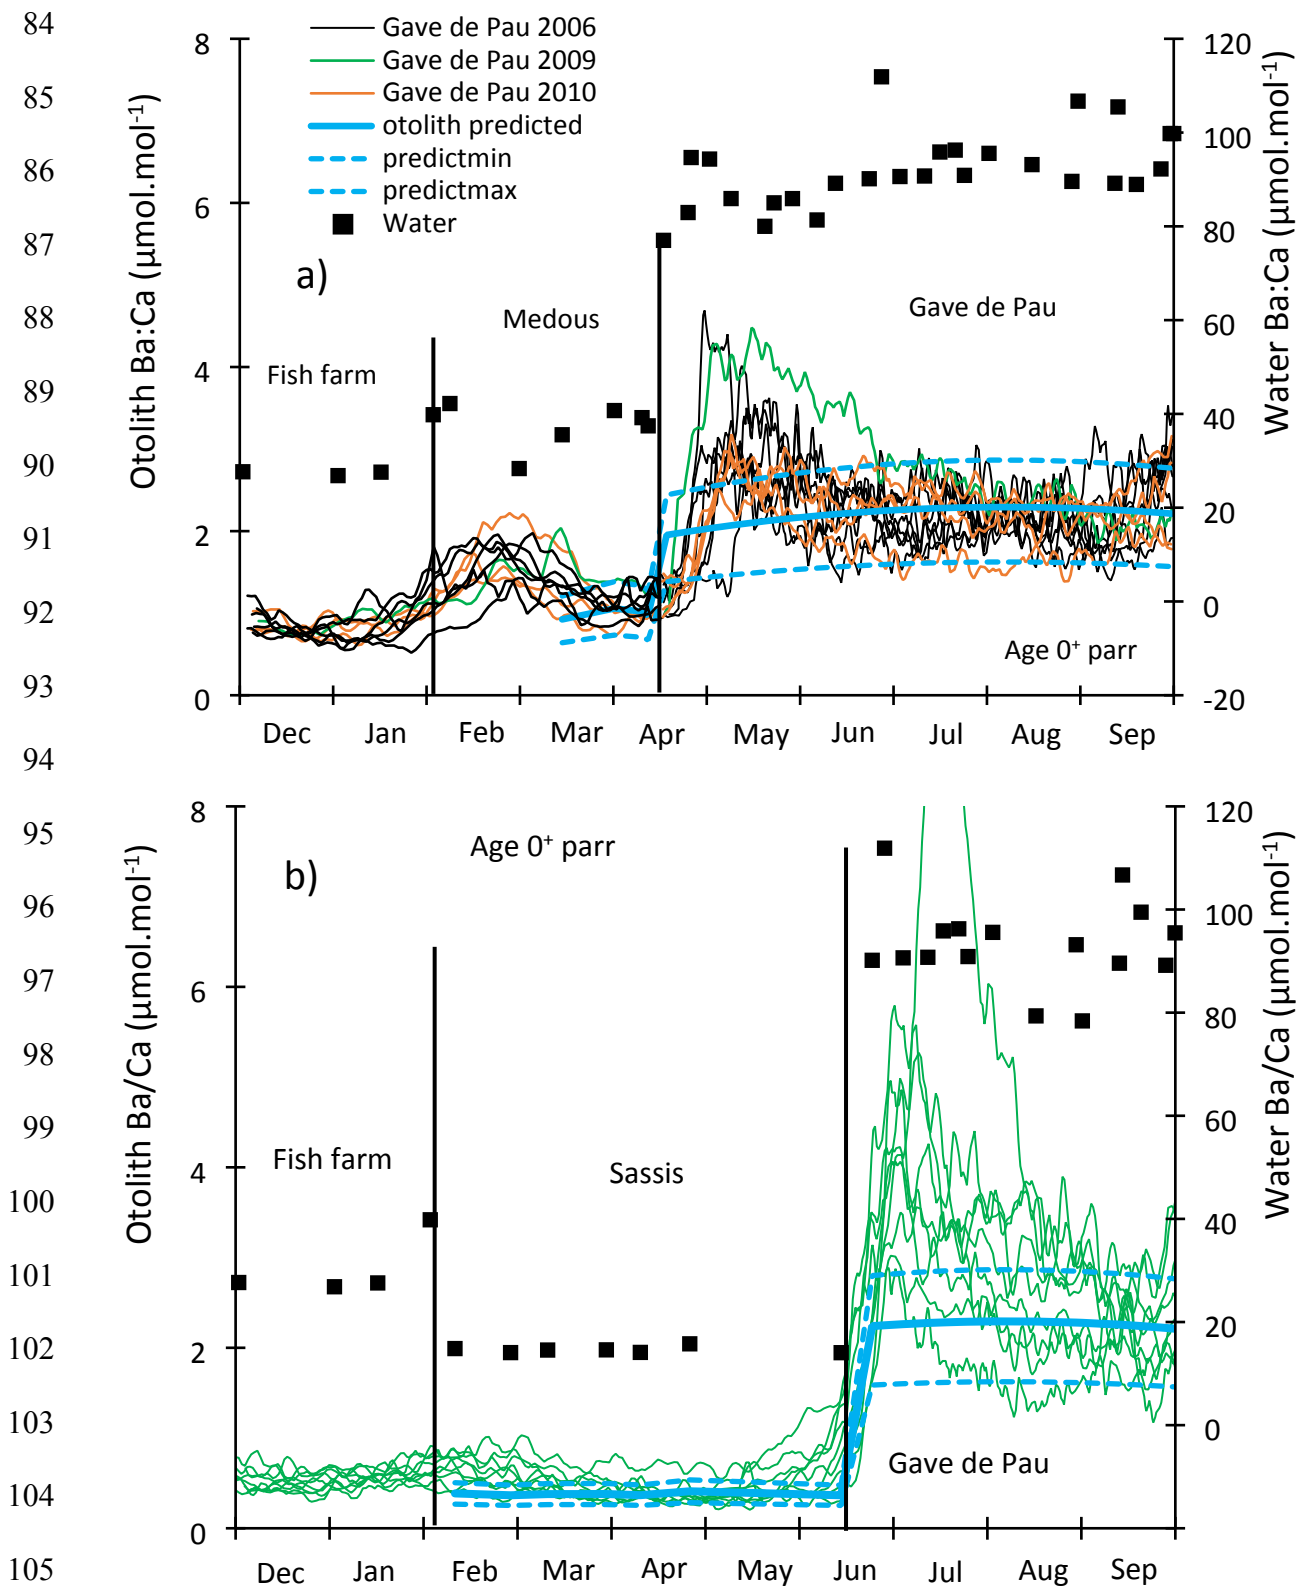 84
85
86
87
88
89
90
91
92
93
94
95
96
97
98
99
100
101
102
103
104
105
Gave de Pau 2006
Gave de Pau 2009
Gave de Pau 2010
otolith predicted
predictmin
predictmax
Water
a)
Otolith Ba:Ca (μmol.mol⁻¹)
8
6
4
2
0
Fish farm
Medous
Gave de Pau
Age 0⁺ parr
120
100
80
60
40
20
0
-20
Water Ba:Ca (μmol.mol⁻¹)
Dec Jan Feb Mar Apr May Jun Jul Aug Sep
b)
Age 0⁺ parr
Otolith Ba/Ca (μmol.mol⁻¹)
8
6
4
2
0
Fish farm
Sassis
Gave de Pau
120
100
80
60
40
20
0
Water Ba/Ca (μmol.mol⁻¹)
Dec Jan Feb Mar Apr May Jun Jul Aug Sep